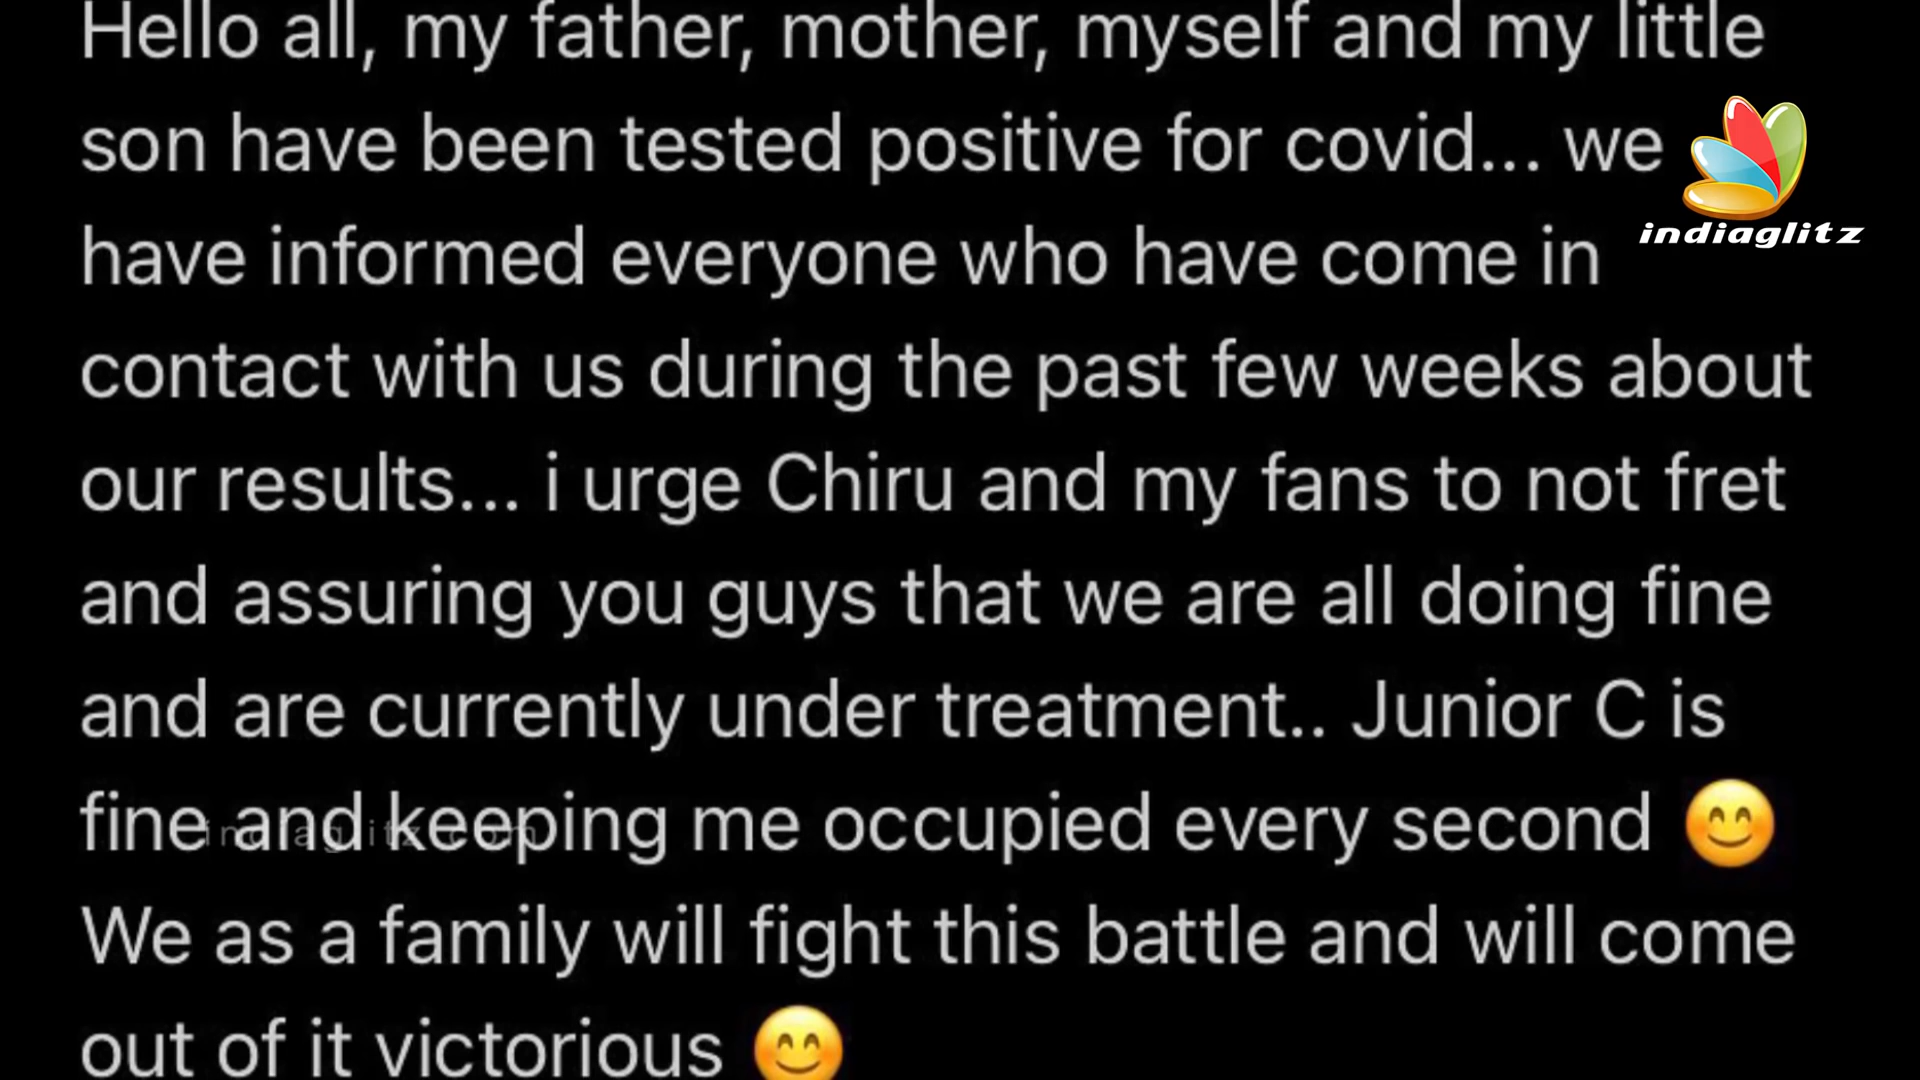 Hello all, my father, mother, myself and my little
son have been tested positive for covid... we
have informed everyone who have come in
contact with us during the past few weeks about
our results... i urge Chiru and my fans to not fret
and assuring you guys that we are all doing fine
and are currently under treatment.. Junior C is
fine and keeping me occupied every second 😊
We as a family will fight this battle and will come
out of it victorious 😊
indiaglitz
indiaglitz.com